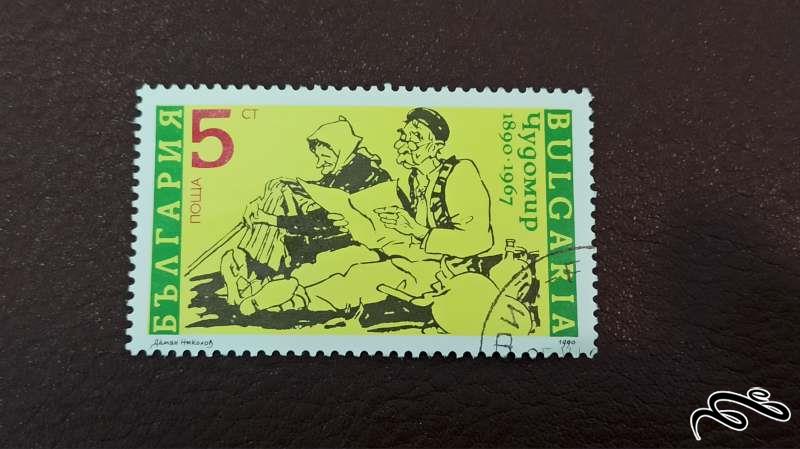 БЪЛГАРИЯ
5 СТ
ПОЩА
Чудомир
1890·1967
BULGARIA
Дамян Николов
1990